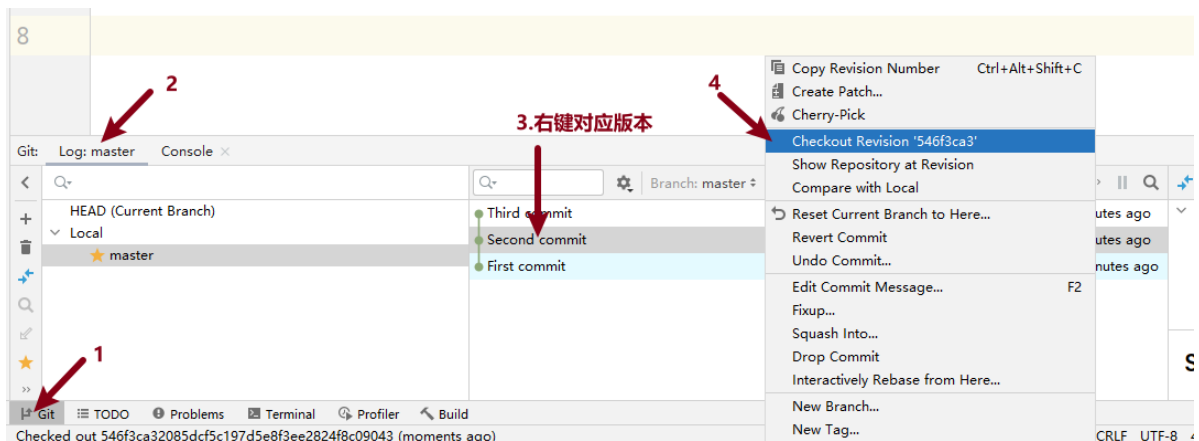 8
2
4
3.右键对应版本
Copy Revision Number Ctrl+Alt+Shift+C
Create Patch...
Cherry-Pick
Checkout Revision '546f3ca3'
Show Repository at Revision
Compare with Local
Reset Current Branch to Here...
Revert Commit
Undo Commit...
Edit Commit Message... F2
Fixup...
Squash Into...
Drop Commit
Interactively Rebase from Here...
New Branch...
New Tag...
Git: Log: master Console
Branch: master
HEAD (Current Branch)
Local
master
Third commit
Second commit
First commit
utes ago
utes ago
nutes ago
1
Git TODO Problems Terminal Profiler Build
Checked out 546f3ca32085dcf5c197d5e8f3ee2824f8c09043 (moments ago)
CRLF UTF-8